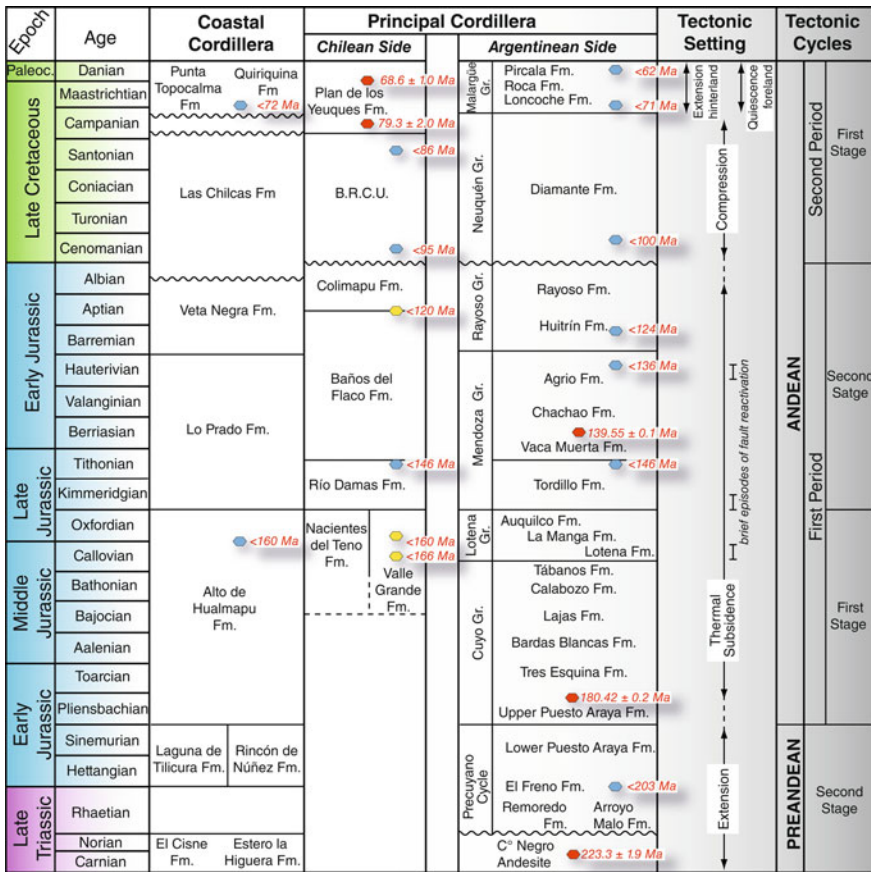 Epoch
Age
Coastal
Cordillera
Principal Cordillera
Chilean Side
Argentinean Side
Tectonic
Setting
Tectonic
Cycles
Paleoc.
Late Cretaceous
Early Jurassic
Late
Jurassic
Middle
Jurassic
Early
Jurassic
Late
Triassic
Danian
Maastrichtian
Campanian
Santonian
Coniacian
Turonian
Cenomanian
Albian
Aptian
Barremian
Hauterivian
Valanginian
Berriasian
Tithonian
Kimmeridgian
Oxfordian
Callovian
Bathonian
Bajocian
Aalenian
Toarcian
Pliensbachian
Sinemurian
Hettangian
Rhaetian
Norian
Carnian
Punta
Topocalma
Fm
Quiriquina
Fm
<72 Ma
Las Chilcas Fm
Veta Negra Fm.
Lo Prado Fm.
<160 Ma
Alto de
Hualmapu
Fm.
Laguna de
Tilicura Fm.
Rincón de
Núñez Fm.
El Cisne
Fm.
Estero la
Higuera Fm.
68.6 ± 1.0 Ma
Plan de los
Yeuques Fm.
79.3 ± 2.0 Ma
<86 Ma
B.R.C.U.
<95 Ma
Colimapu Fm.
<120 Ma
Baños del
Flaco Fm.
<146 Ma
Río Damas Fm.
Nacientes
del Teno
Fm.
<160 Ma
<166 Ma
Valle
Grande
Fm.
Malargüe
Gr.
Neuquén Gr.
Rayoso Gr.
Mendoza Gr.
Lotena
Gr.
Cuyo Gr.
Precuyano
Cycle
Pircala Fm.
Roca Fm.
Loncoche Fm.
<62 Ma
<71 Ma
Diamante Fm.
<100 Ma
Rayoso Fm.
Huitrín Fm.
<124 Ma
<136 Ma
Agrio Fm.
Chachao Fm.
139.55 ± 0.1 Ma
Vaca Muerta Fm.
<146 Ma
Tordillo Fm.
Auquilco Fm.
La Manga Fm.
Lotena Fm.
Tábanos Fm.
Calabozo Fm.
Lajas Fm.
Bardas Blancas Fm.
Tres Esquina Fm.
180.42 ± 0.2 Ma
Upper Puesto Araya Fm.
Lower Puesto Araya Fm.
El Freno Fm.
<203 Ma
Remoredo
Fm.
Arroyo
Malo Fm.
C° Negro
Andesite
223.3 ± 1.9 Ma
Extension
hinterland
Quiescence
foreland
Compression
brief episodes of fault reactivation
Thermal
Subsidence
Extension
ANDEAN
PREANDEAN
Second Period
First Period
First
Stage
Second
Satge
First
Stage
Second
Stage